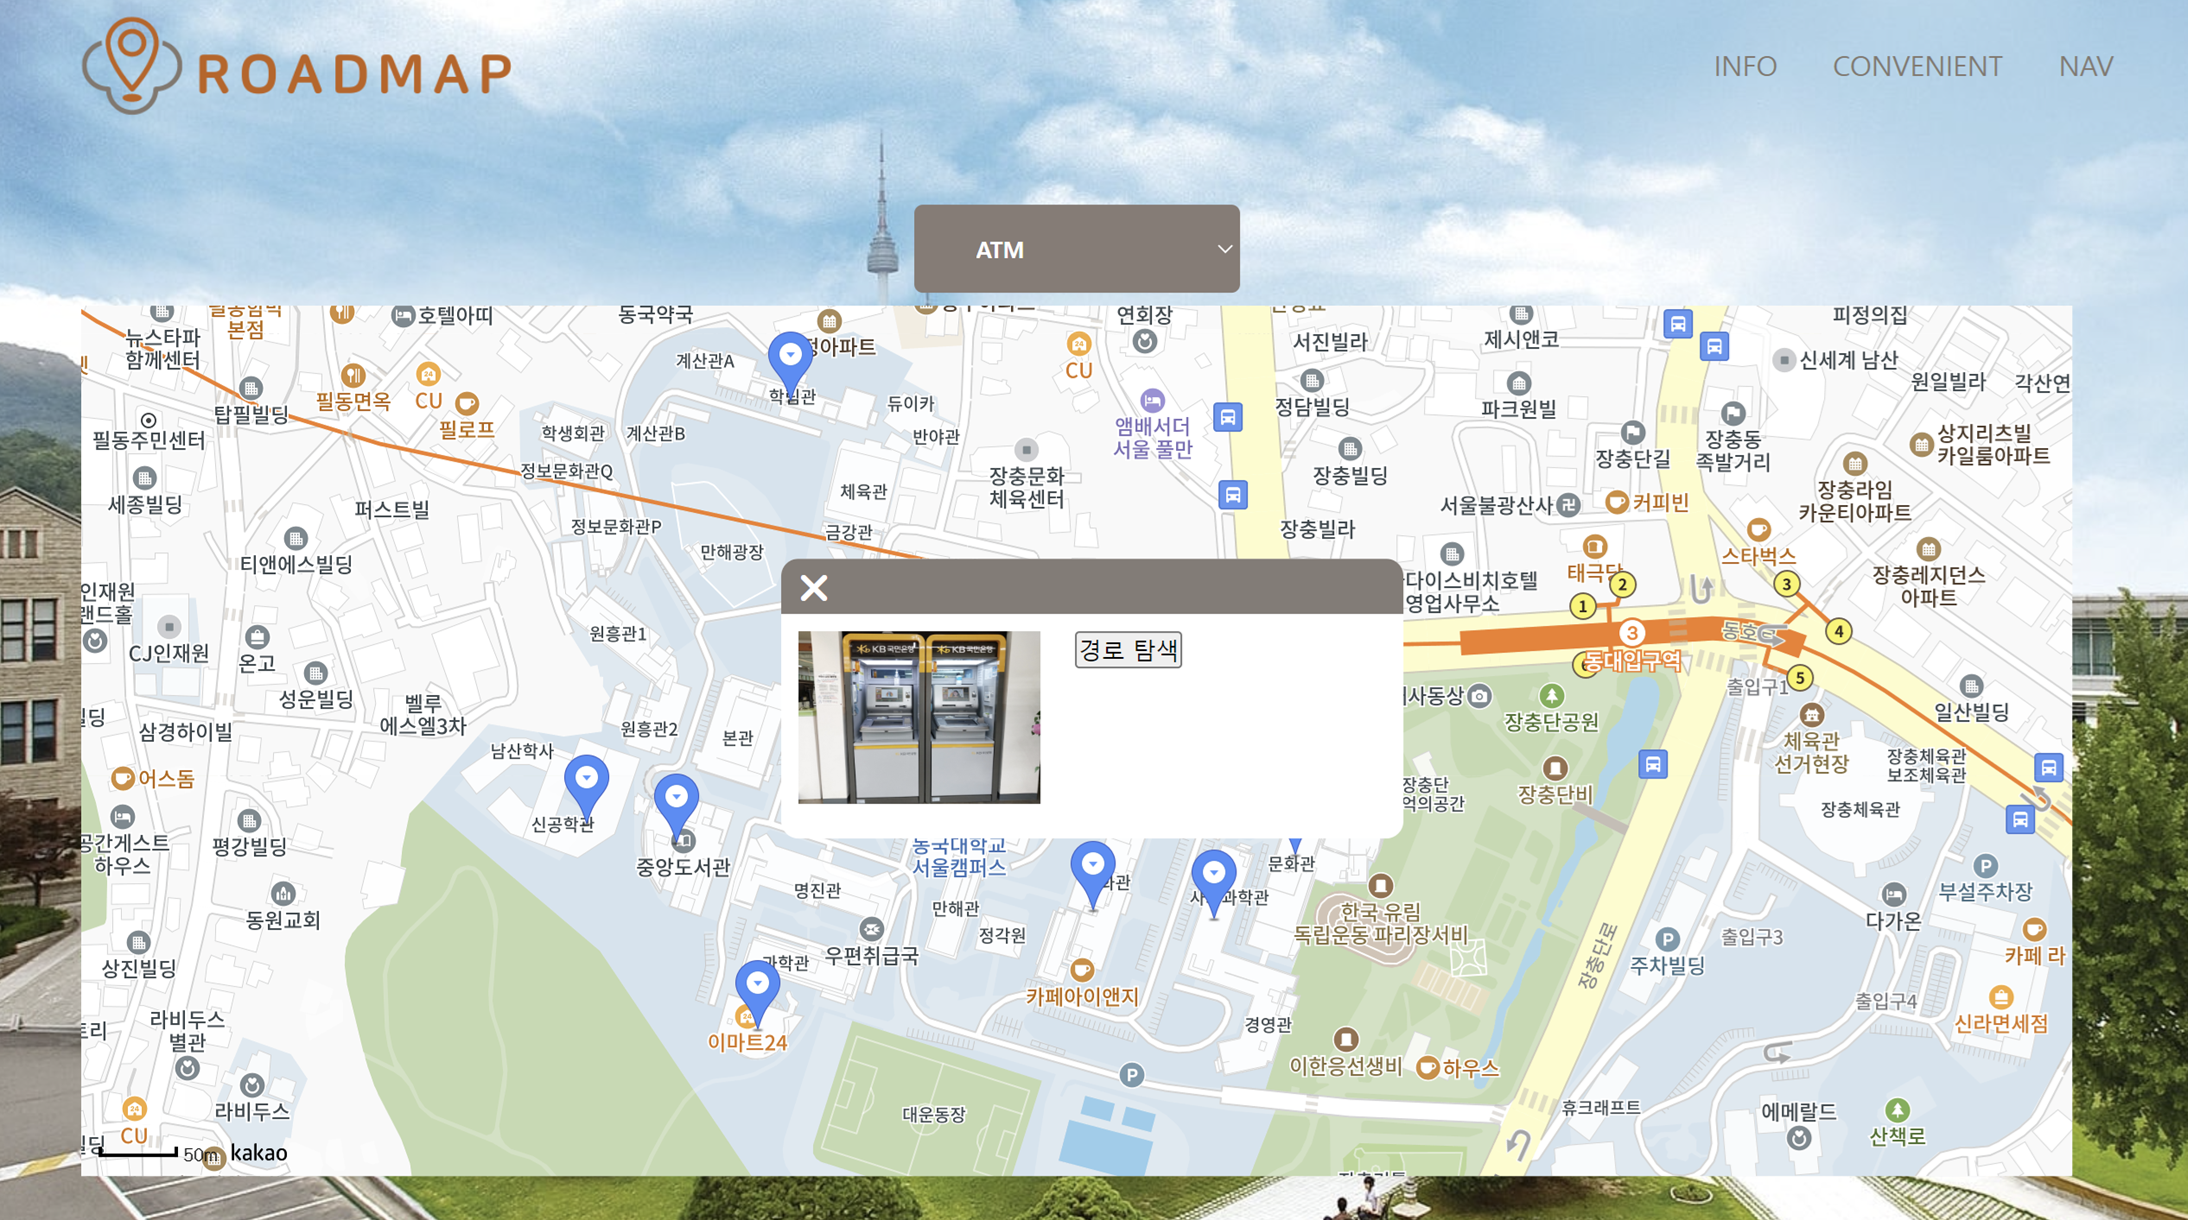 ROADMAP
INFO
CONVENIENT
NAV
ATM
뉴스타파
함께센터
본점
호텔아띠
동국약국
연회장
서진빌라
제시앤코
피정의집
신세계 남산
원일빌라
각산연
계산관A
CU
탑필빌딩
필동면옥
CU
필로프
학림관
듀이카
정담빌딩
파크원빌
필동주민센터
학생회관
계산관B
반야관
앰배서더
서울 풀만
장충단길
장충동
족발거리
상지리츠빌
카일룸아파트
정보문화관Q
장충문화
체육센터
장충빌딩
세종빌딩
퍼스트빌
체육관
서울불광산사
커피빈
장충라임
카운티아파트
정보문화관P
금강관
장충빌라
만해광장
스타벅스
티앤에스빌딩
다이스비치호텔
영업사무소
태극당
장충레지던스
아파트
1
2
3
4
5
3
동대입구역
인재원
랜드홀
CJ인재원
온고
원흥관1
KB 국민은행
KB 국민은행
경로 탐색
출입구1
성운빌딩
벨루
에스엘3차
장충단공원
일산빌딩
삼경하이빌
원흥관2
본관
남산학사
체육관
선거현장
장충체육관
보조체육관
어스돔
장충단비
장충단
억의공간
장충체육관
신공학관
공간게스트
하우스
평강빌딩
중앙도서관
동국대학교
서울캠퍼스
문화관
명진관
만해관
부설주차장
동원교회
한국 유림
독립운동 파리장서비
다가온
정각원
출입구3
상진빌딩
과학관
우편취급국
장충단로
주차빌딩
카페 라
카페아이앤지
출입구4
라비두스
별관
이마트24
경영관
신라면세점
이한응선생비
하우스
라비두스
대운동장
휴크래프트
에메랄드
CU
산책로
50m
kakao